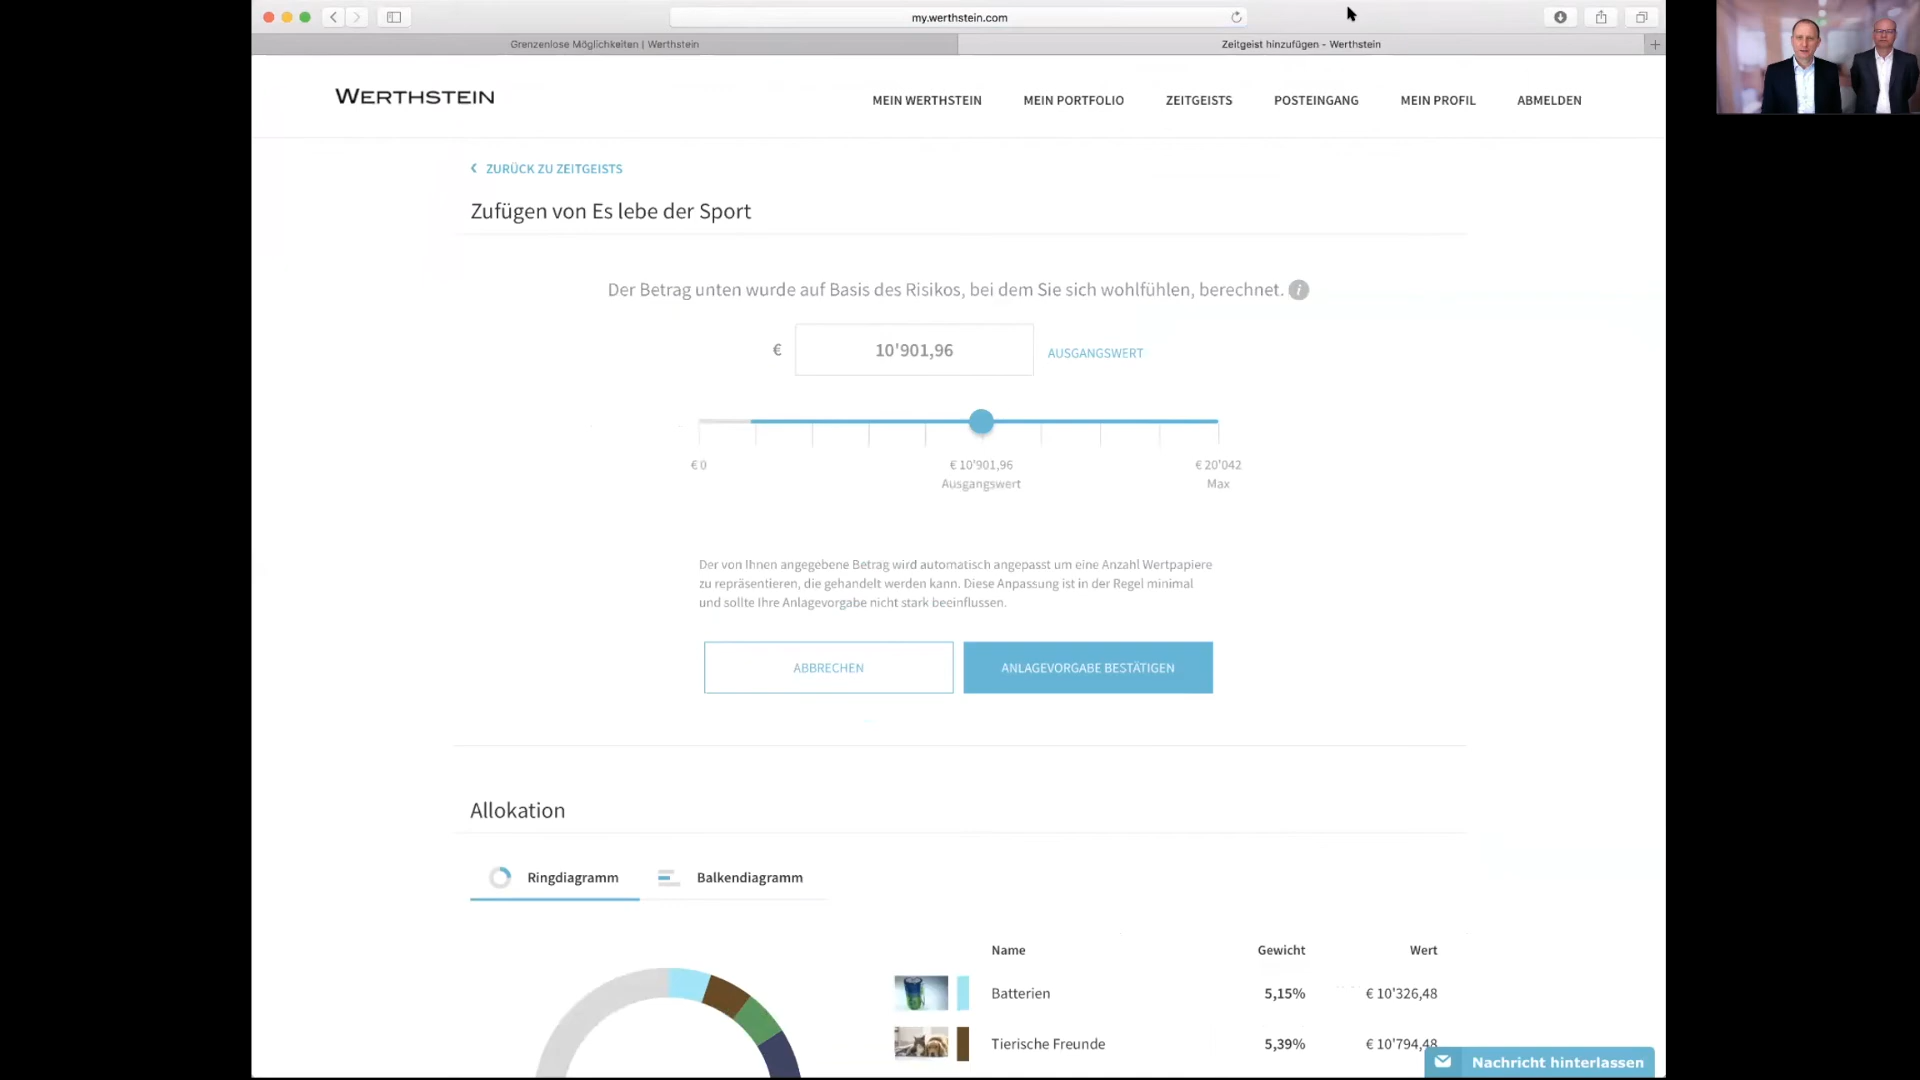 my.werthstein.com
Grenzenlose Möglichkeiten | Werthstein
Zeitgeist hinzufügen - Werthstein
WERTHSTEIN
MEIN WERTHSTEIN
MEIN PORTFOLIO
ZEITGEISTS
POSTEINGANG
MEIN PROFIL
ABMELDEN
ZURÜCK ZU ZEITGEISTS
Zufügen von Es lebe der Sport
Der Betrag unten wurde auf Basis des Risikos, bei dem Sie sich wohlfühlen, berechnet. i
€ 10'901,96 AUSGANGSWERT
€ 0
€ 10'901,96
Ausgangswert
€ 20'042
Max
Der von Ihnen angegebene Betrag wird automatisch angepasst um eine Anzahl Wertpapiere
zu repräsentieren, die gehandelt werden kann. Diese Anpassung ist in der Regel minimal
und sollte Ihre Anlagevorgabe nicht stark beeinflussen.
ABBRECHEN
ANLAGEVORGABE BESTÄTIGEN
Allokation
Ringdiagramm
Balkendiagramm
Name Gewicht Wert
Batterien 5,15% € 10'326,48
Tierische Freunde 5,39% € 10'794,48
Nachricht hinterlassen